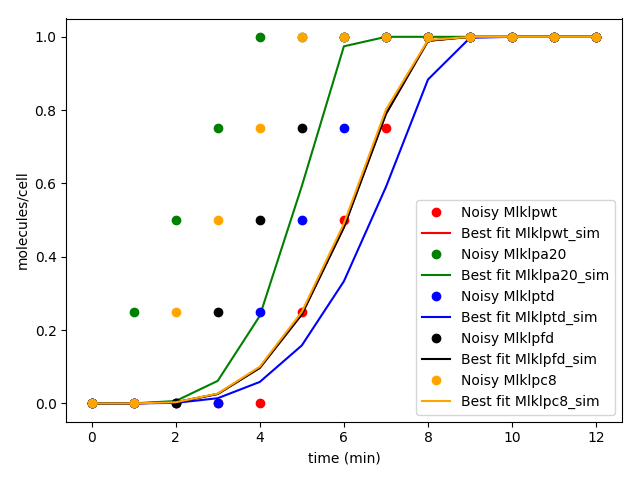 1.0
0.8
0.6
0.4
0.2
0.0
molecules/cell
0 2 4 6 8 10 12
time (min)
Noisy Mlklpwt
Best fit Mlklpwt_sim
Noisy Mlklpa20
Best fit Mlklpa20_sim
Noisy Mlklptd
Best fit Mlklptd_sim
Noisy Mlklpfd
Best fit Mlklpfd_sim
Noisy Mlklpc8
Best fit Mlklpc8_sim